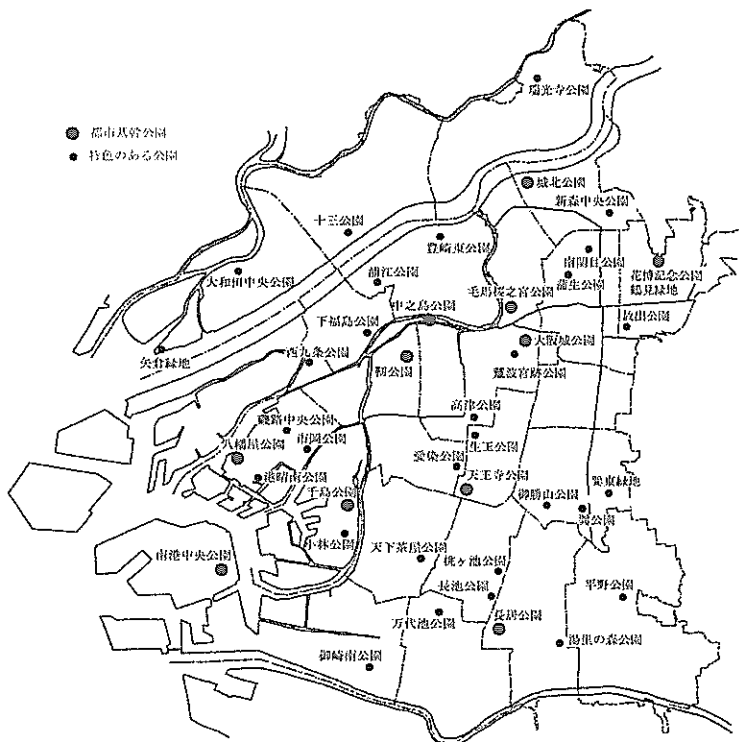 瑞光寺公園
都市基幹公園
特色のある公園
城北公園
新森中央公園
十三公園
豊崎東公園
南関目公園
大和田中央公園
蒲江公園
蒲生公園
花博記念公園
鶴見緑地
毛馬桜之宮公園
中之島公園
下福島公園
放出公園
大阪城公園
矢倉緑地
西九条公園
靭公園
難波宮跡公園
高津公園
磯路中央公園
市岡公園
生玉公園
八幡屋公園
愛染公園
港晴南公園
天王寺公園
千島公園
御勝山公園
巽東緑地
巽公園
小林公園
天下茶屋公園
南港中央公園
桃ヶ池公園
長池公園
平野公園
万代池公園
長居公園
湯里の森公園
御崎南公園